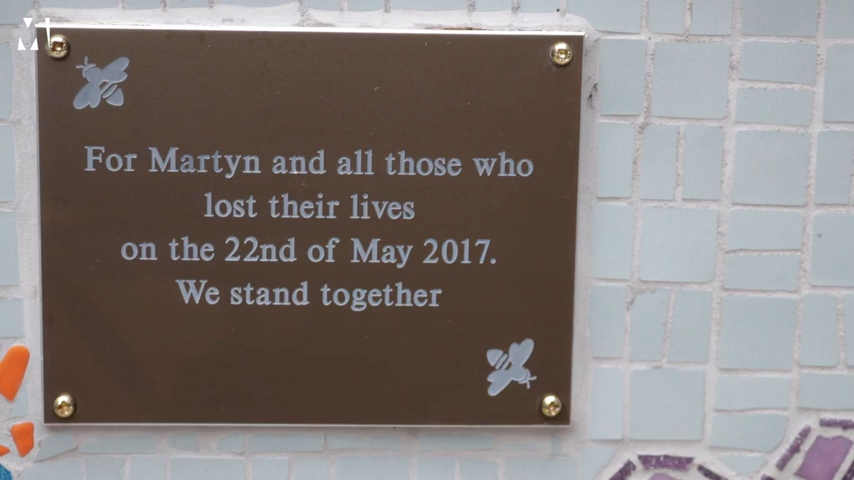 For Martyn and all those who
lost their lives
on the 22nd of May 2017.
We stand together